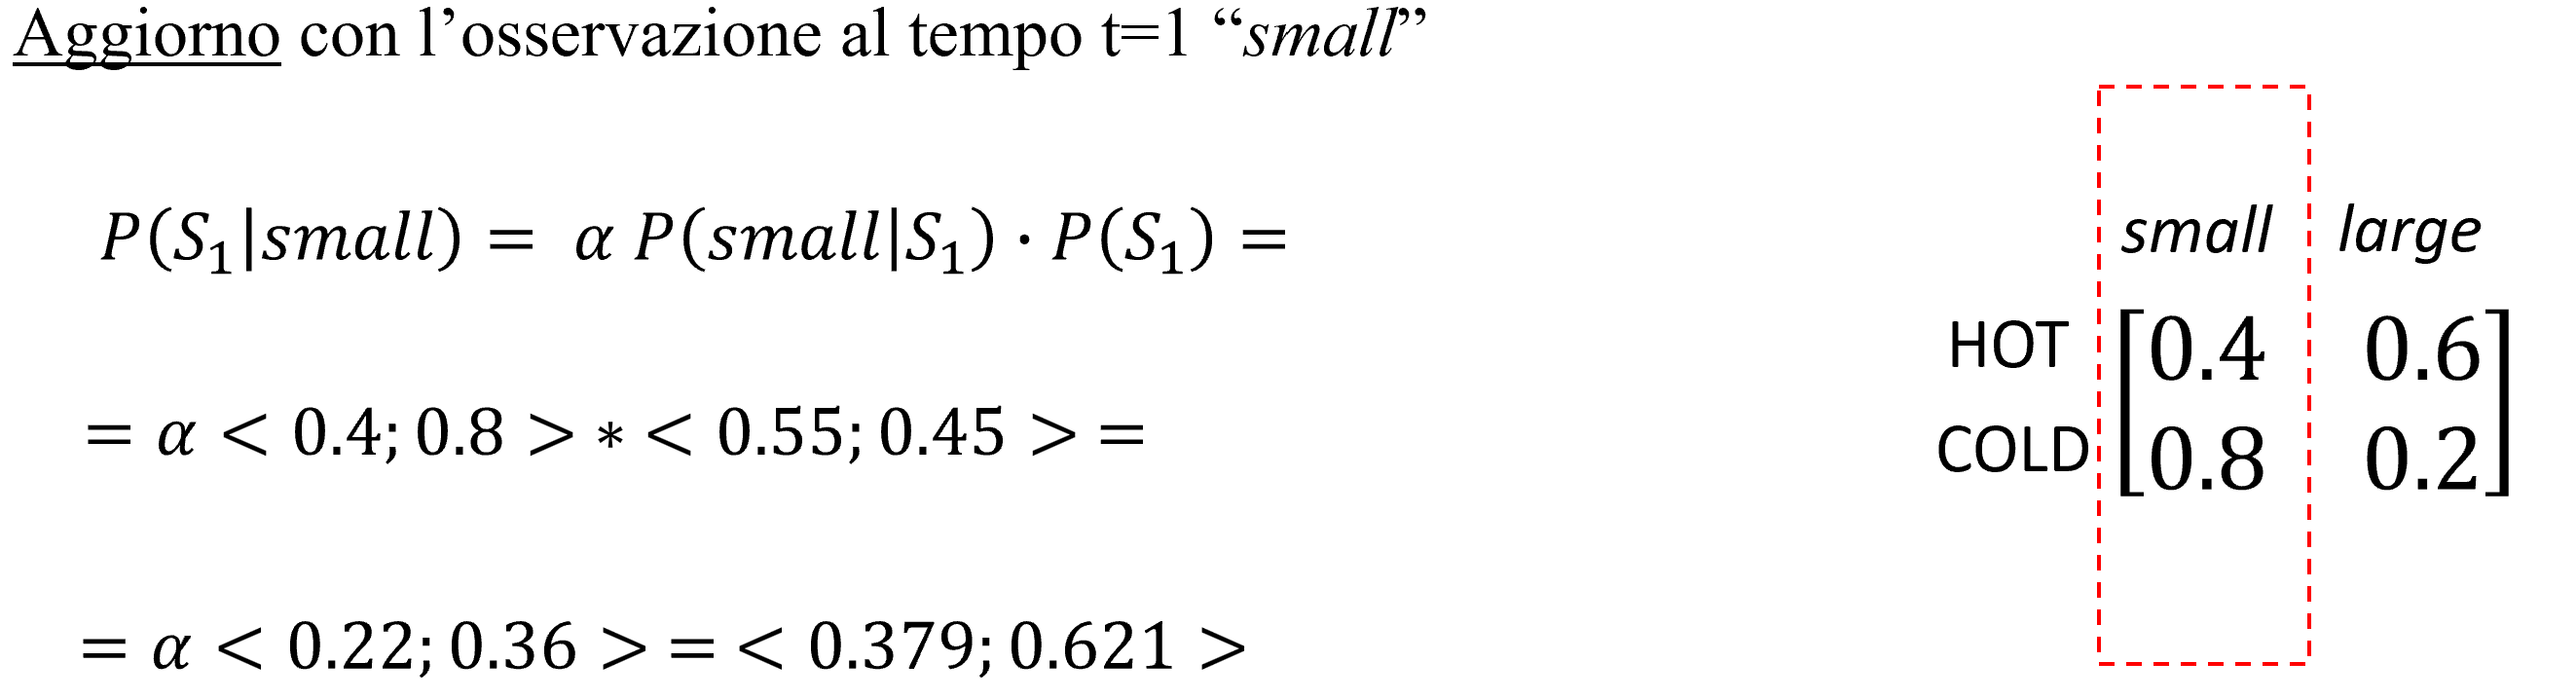 Aggiorno con l’osservazione al tempo t=1 “small”
P(S₁|small) = α P(small|S₁) · P(S₁) =
= α < 0.4; 0.8 > * < 0.55; 0.45 > =
= α < 0.22; 0.36 > = < 0.379; 0.621 >
small large
HOT [0.4 0.6]
COLD [0.8 0.2]